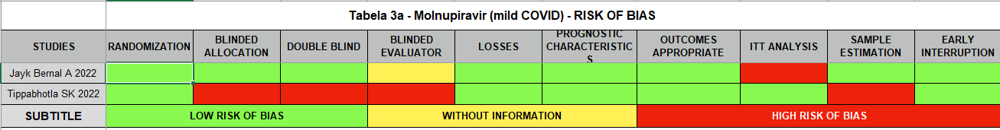 Tabela 3a - Molnupiravir (mild COVID) - RISK OF BIAS
STUDIES
RANDOMIZATION
BLINDED
ALLOCATION
DOUBLE BLIND
BLINDED
EVALUATOR
LOSSES
PROGNOSTIC
CHARACTERISTIC
S
OUTCOMES
APPROPRIATE
ITT ANALYSIS
SAMPLE
ESTIMATION
EARLY
INTERRUPTION
Jayk Bernal A 2022
Tippabhotla SK 2022
SUBTITLE
LOW RISK OF BIAS
WITHOUT INFORMATION
HIGH RISK OF BIAS